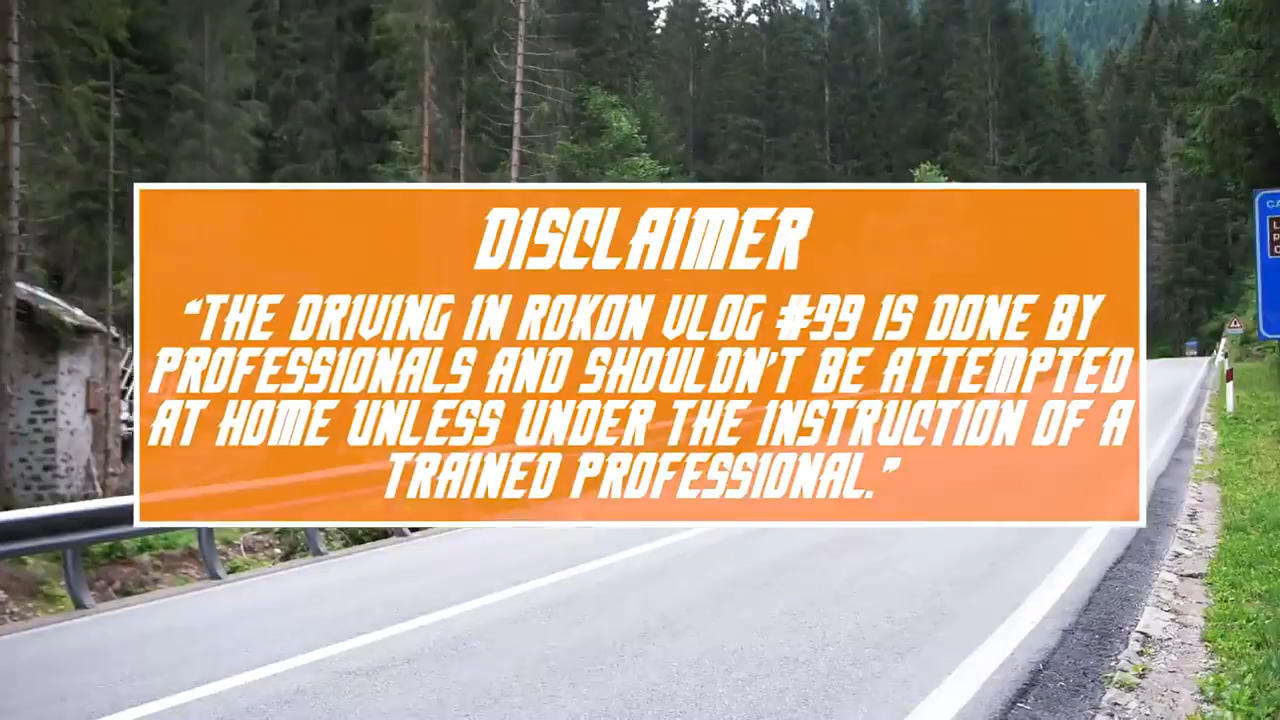 DISCLAIMER
“THE DRIVING IN ROKON VLOG #99 IS DONE BY
PROFESSIONALS AND SHOULDN'T BE ATTEMPTED
AT HOME UNLESS UNDER THE INSTRUCTION OF A
TRAINED PROFESSIONAL.”